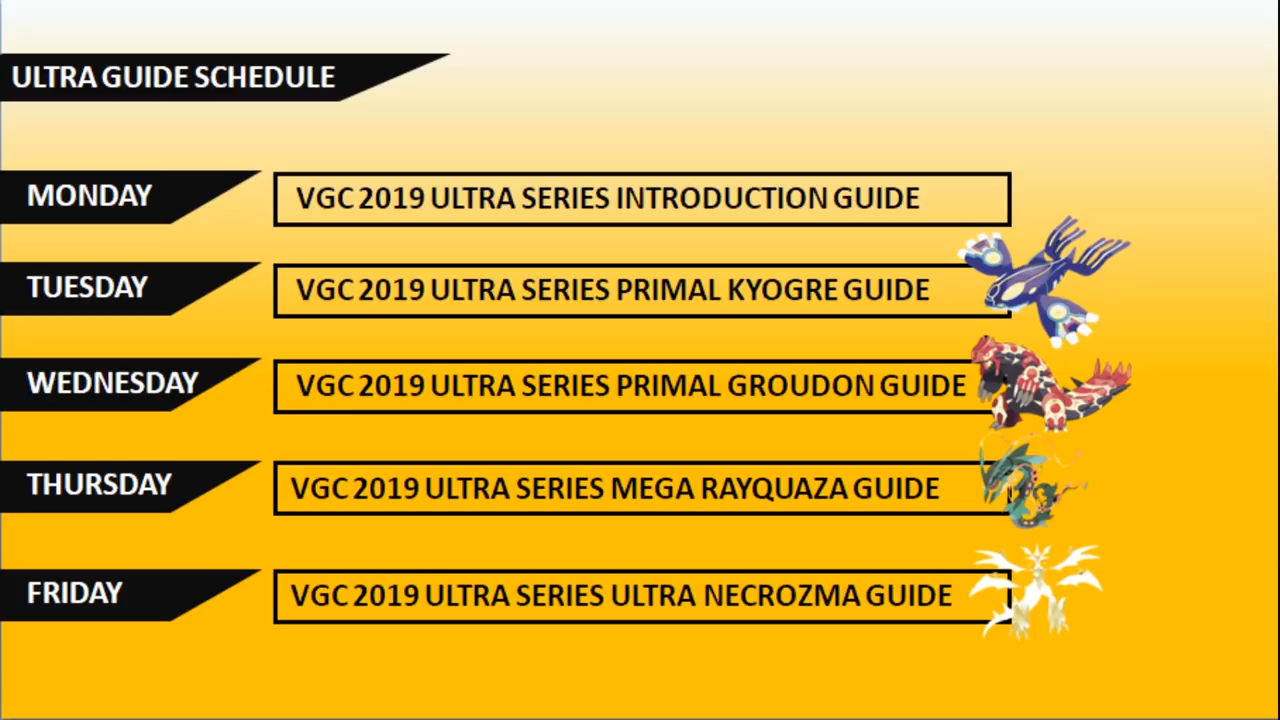 ULTRA GUIDE SCHEDULE
MONDAY
VGC 2019 ULTRA SERIES INTRODUCTION GUIDE
TUESDAY
VGC 2019 ULTRA SERIES PRIMAL KYOGRE GUIDE
WEDNESDAY
VGC 2019 ULTRA SERIES PRIMAL GROUDON GUIDE
THURSDAY
VGC 2019 ULTRA SERIES MEGA RAYQUAZA GUIDE
FRIDAY
VGC 2019 ULTRA SERIES ULTRA NECROZMA GUIDE